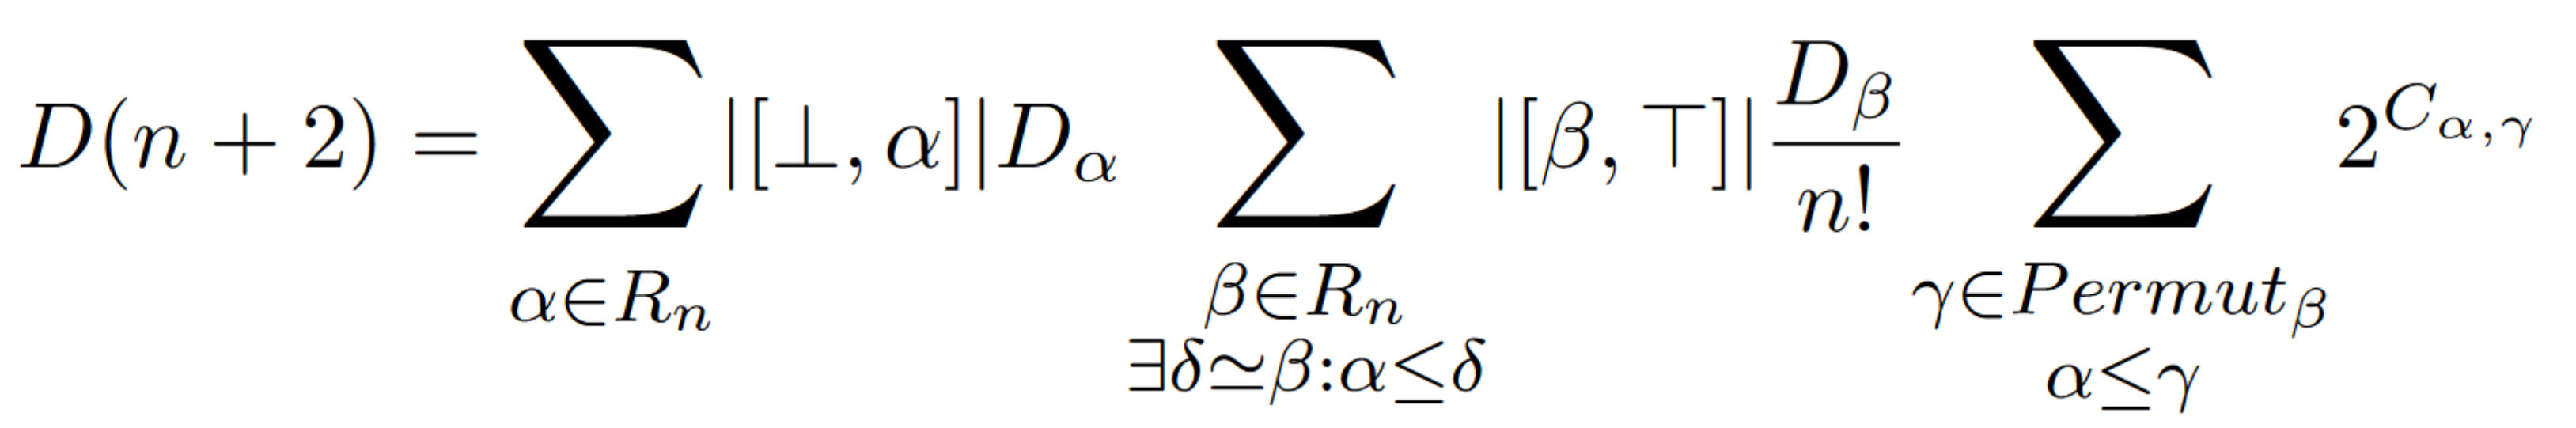 D(n + 2) = ∑ |[⊥, α]| D_α ∑ |[β, ⊤]| D_β / n! ∑ 2^{C_{α,γ}}
α∈R_n β∈R_n γ∈Permut_β
∃δ≃β:α≤δ α≤γ